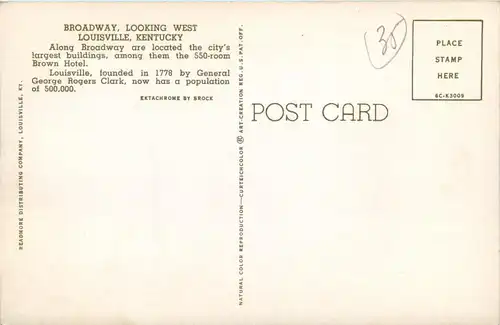 BROADWAY, LOOKING WEST
LOUISVILLE, KENTUCKY
Along Broadway are located the city's
largest buildings, among them the 550-room
Brown Hotel.
Louisville, founded in 1778 by General
George Rogers Clark, now has a population
of 500,000.
EKTACHROME BY BROCK
READMORE DISTRIBUTING COMPANY, LOUISVILLE, KY.
NATURAL COLOR REPRODUCTION—CURTEICHCOLOR ® ART-CREATION REG.U.S.PAT.OFF.
POST CARD
35
PLACE
STAMP
HERE
6C-K3009